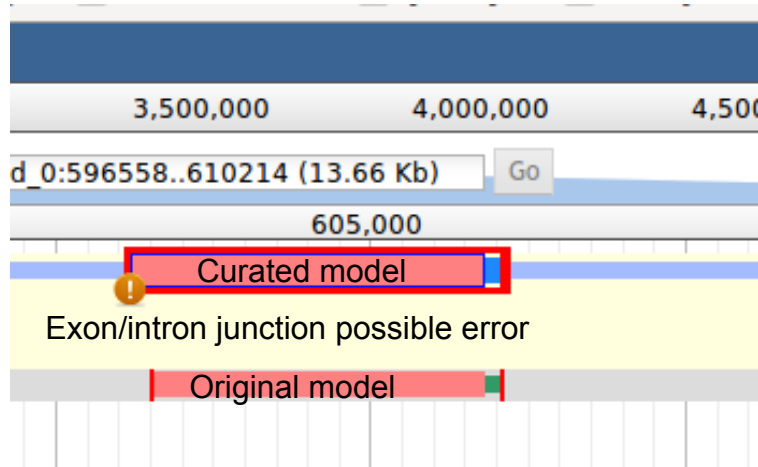 3,500,000 4,000,000 4,500
d_0:596558..610214 (13.66 Kb) Go
605,000
Curated model
!
Exon/intron junction possible error
Original model